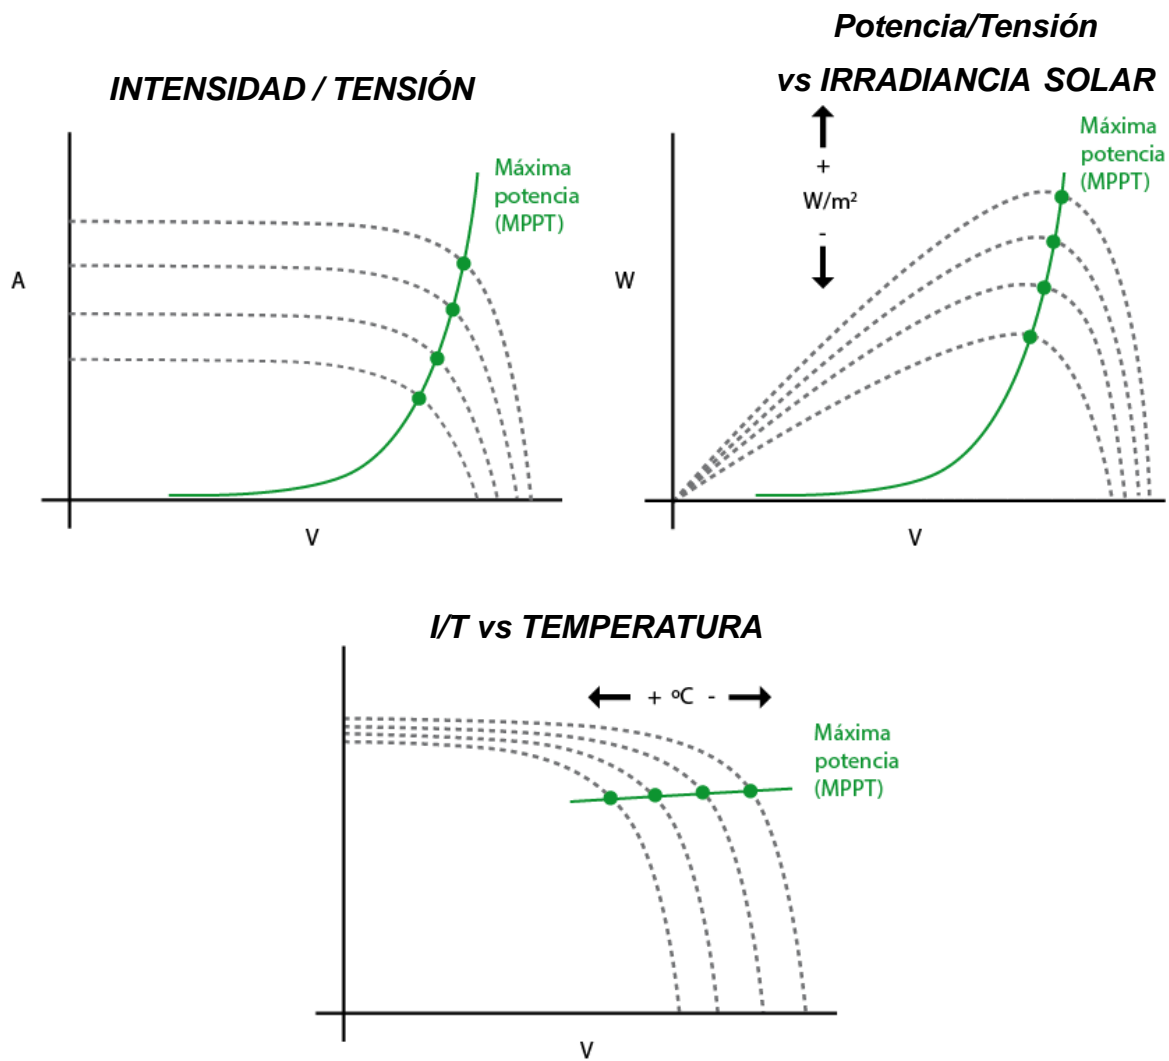 INTENSIDAD / TENSIÓN
Máxima
potencia
(MPPT)
A
V
Potencia/Tensión
vs IRRADIANCIA SOLAR
+
W/m²
-
Máxima
potencia
(MPPT)
W
V
I/T vs TEMPERATURA
+ ºC -
Máxima
potencia
(MPPT)
V